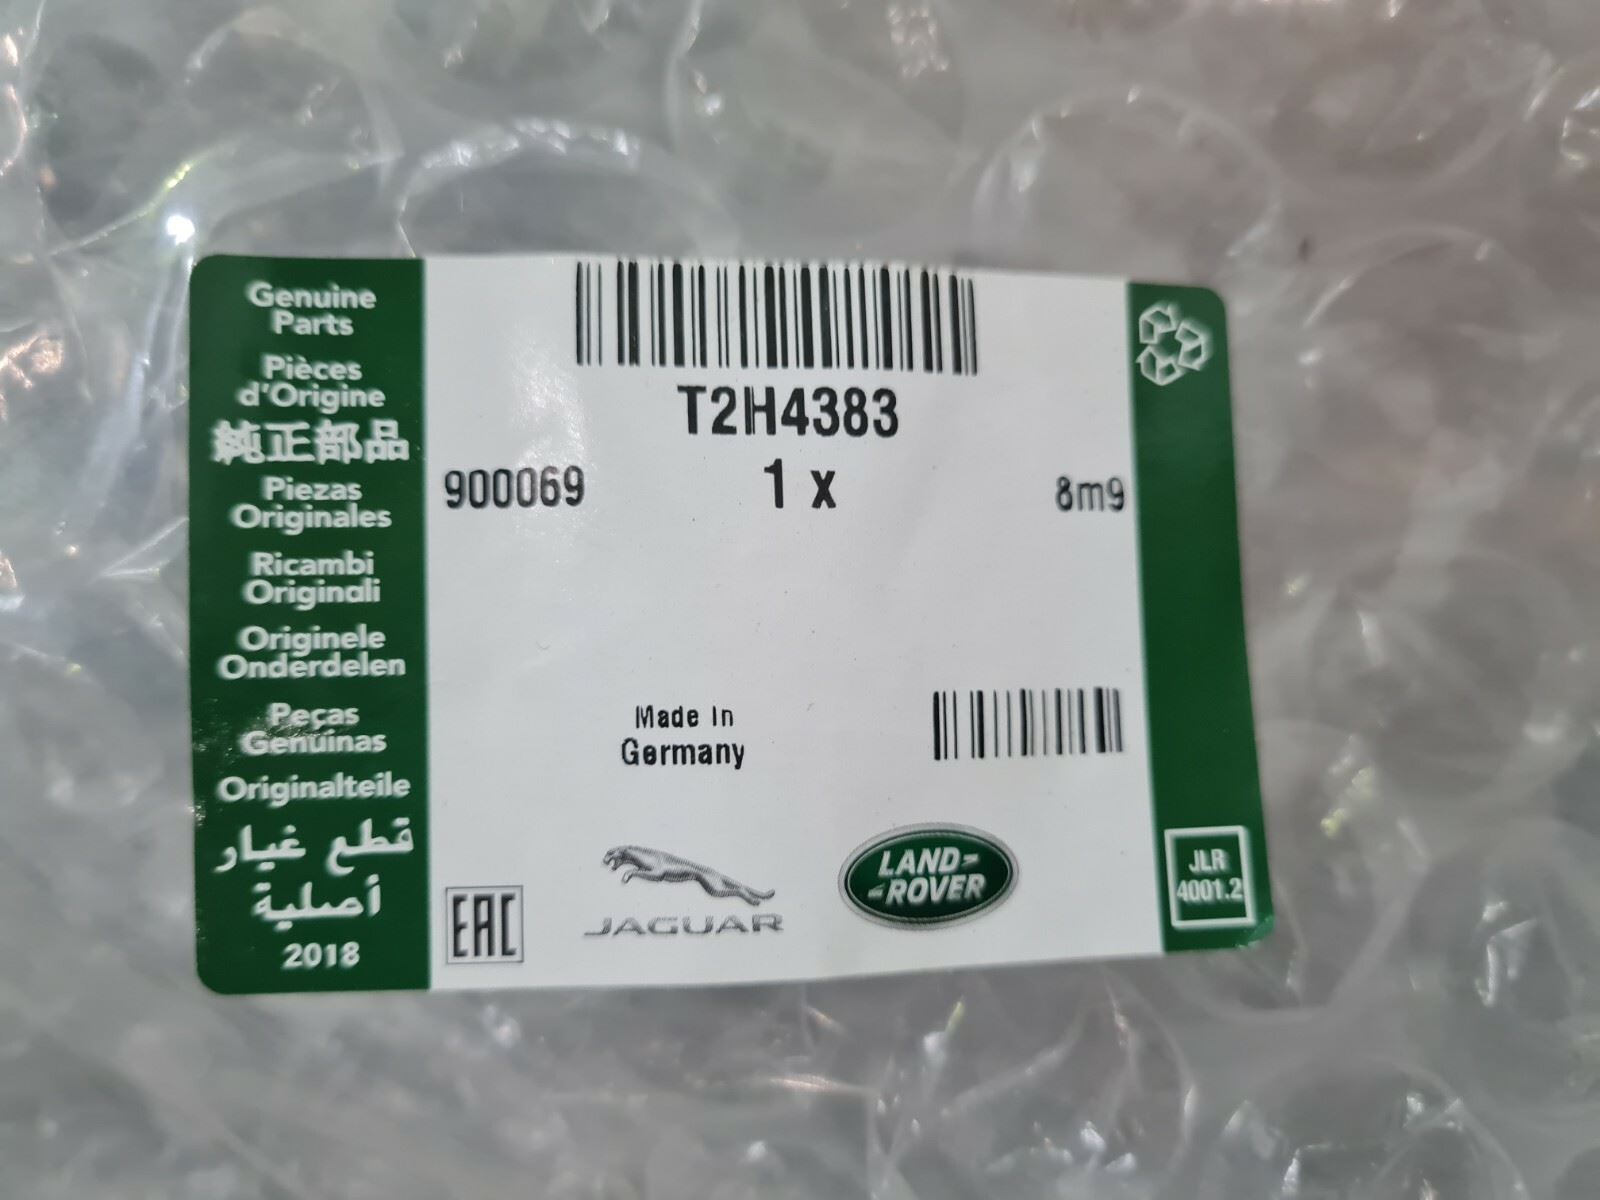 Genuine
Parts
Pièces
d'Origine
純正部品
Piezas
Originales
Ricambi
Originali
Originele
Onderdelen
Peças
Genuinas
Originalteile
قطع غيار
أصلية
2018
T2H4383
900069 1 x 8m9
Made In
Germany
EAC
JAGUAR
LAND-
-ROVER
JLR
4001.2